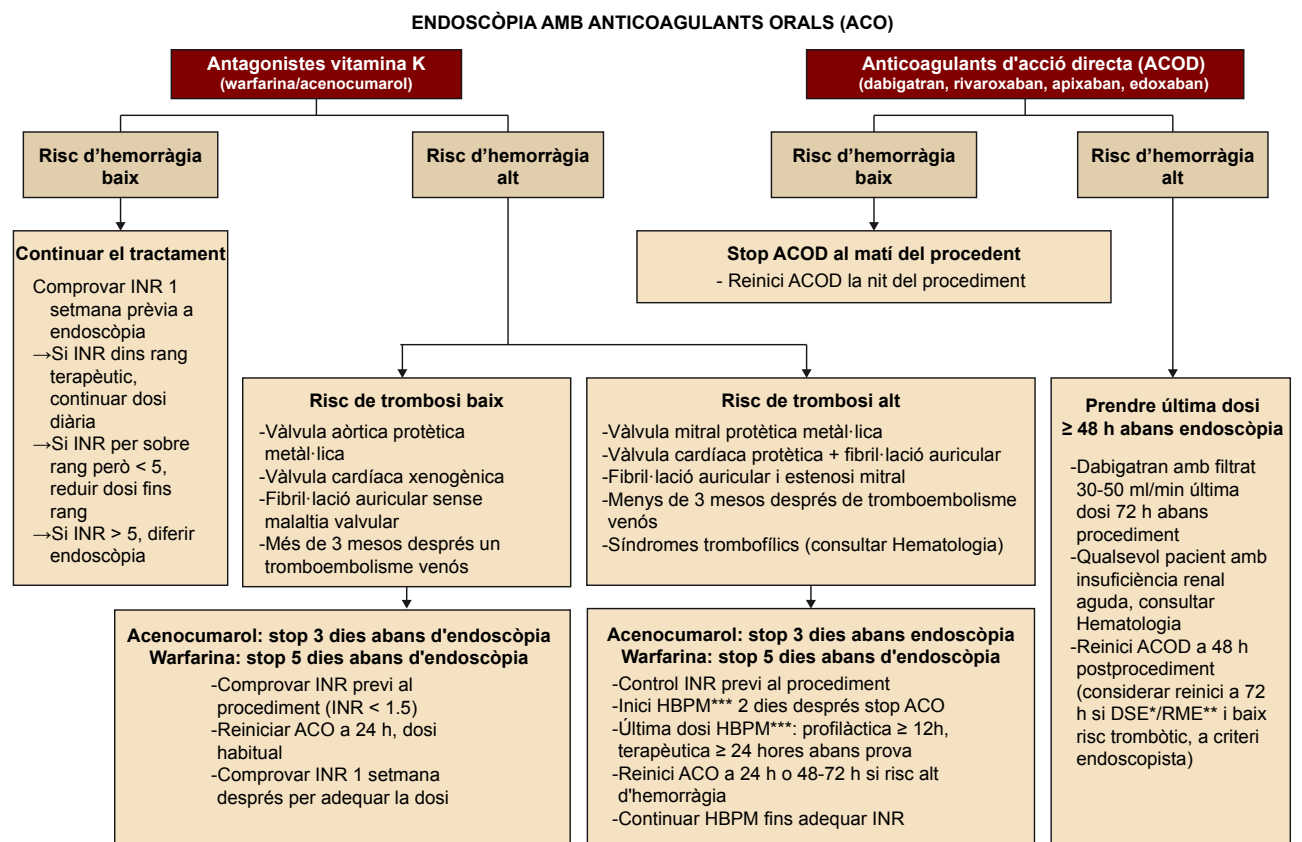 ENDOSCÒPIA AMB ANTICOAGULANTS ORALS (ACO)
Antagonistes vitamina K
(warfarina/acenocumarol)
Anticoagulants d'acció directa (ACOD)
(dabigatran, rivaroxaban, apixaban, edoxaban)
Risc d’hemorràgia
baix
Risc d’hemorràgia
alt
Risc d’hemorràgia
baix
Risc d’hemorràgia
alt
Continuar el tractament
Comprovar INR 1
setmana prèvia a
endoscòpia
→Si INR dins rang
terapèutic,
continuar dosi
diària
→Si INR per sobre
rang però < 5,
reduir dosi fins
rang
→Si INR > 5, diferir
endoscòpia
Stop ACOD al matí del procedent
- Reinici ACOD la nit del procediment
Risc de trombosi baix
-Vàlvula aòrtica protètica
metàl·lica
-Vàlvula cardíaca xenogènica
-Fibril·lació auricular sense
malaltia valvular
-Més de 3 mesos després un
tromboembolisme venós
Risc de trombosi alt
-Vàlvula mitral protètica metàl·lica
-Vàlvula cardíaca protètica + fibril·lació auricular
-Fibril·lació auricular i estenosi mitral
-Menys de 3 mesos després de tromboembolisme
venós
-Síndromes trombofílics (consultar Hematologia)
Prendre última dosi
≥ 48 h abans endoscòpia
-Dabigatran amb filtrat
30-50 ml/min última
dosi 72 h abans
procediment
-Qualsevol pacient amb
insuficiència renal
aguda, consultar
Hematologia
-Reinici ACOD a 48 h
postprocediment
(considerar reinici a 72
h si DSE*/RME** i baix
risc trombòtic, a criteri
endoscopista)
Acenocumarol: stop 3 dies abans d'endoscòpia
Warfarina: stop 5 dies abans d'endoscòpia
-Comprovar INR previ al
procediment (INR < 1.5)
-Reiniciar ACO a 24 h, dosi
habitual
-Comprovar INR 1 setmana
després per adequar la dosi
Acenocumarol: stop 3 dies abans endoscòpia
Warfarina: stop 5 dies abans d'endoscòpia
-Control INR previ al procediment
-Inici HBPM*** 2 dies després stop ACO
-Última dosi HBPM***: profilàctica ≥ 12h,
terapèutica ≥ 24 hores abans prova
-Reinici ACO a 24 h o 48-72 h si risc alt
d'hemorràgia
-Continuar HBPM fins adequar INR